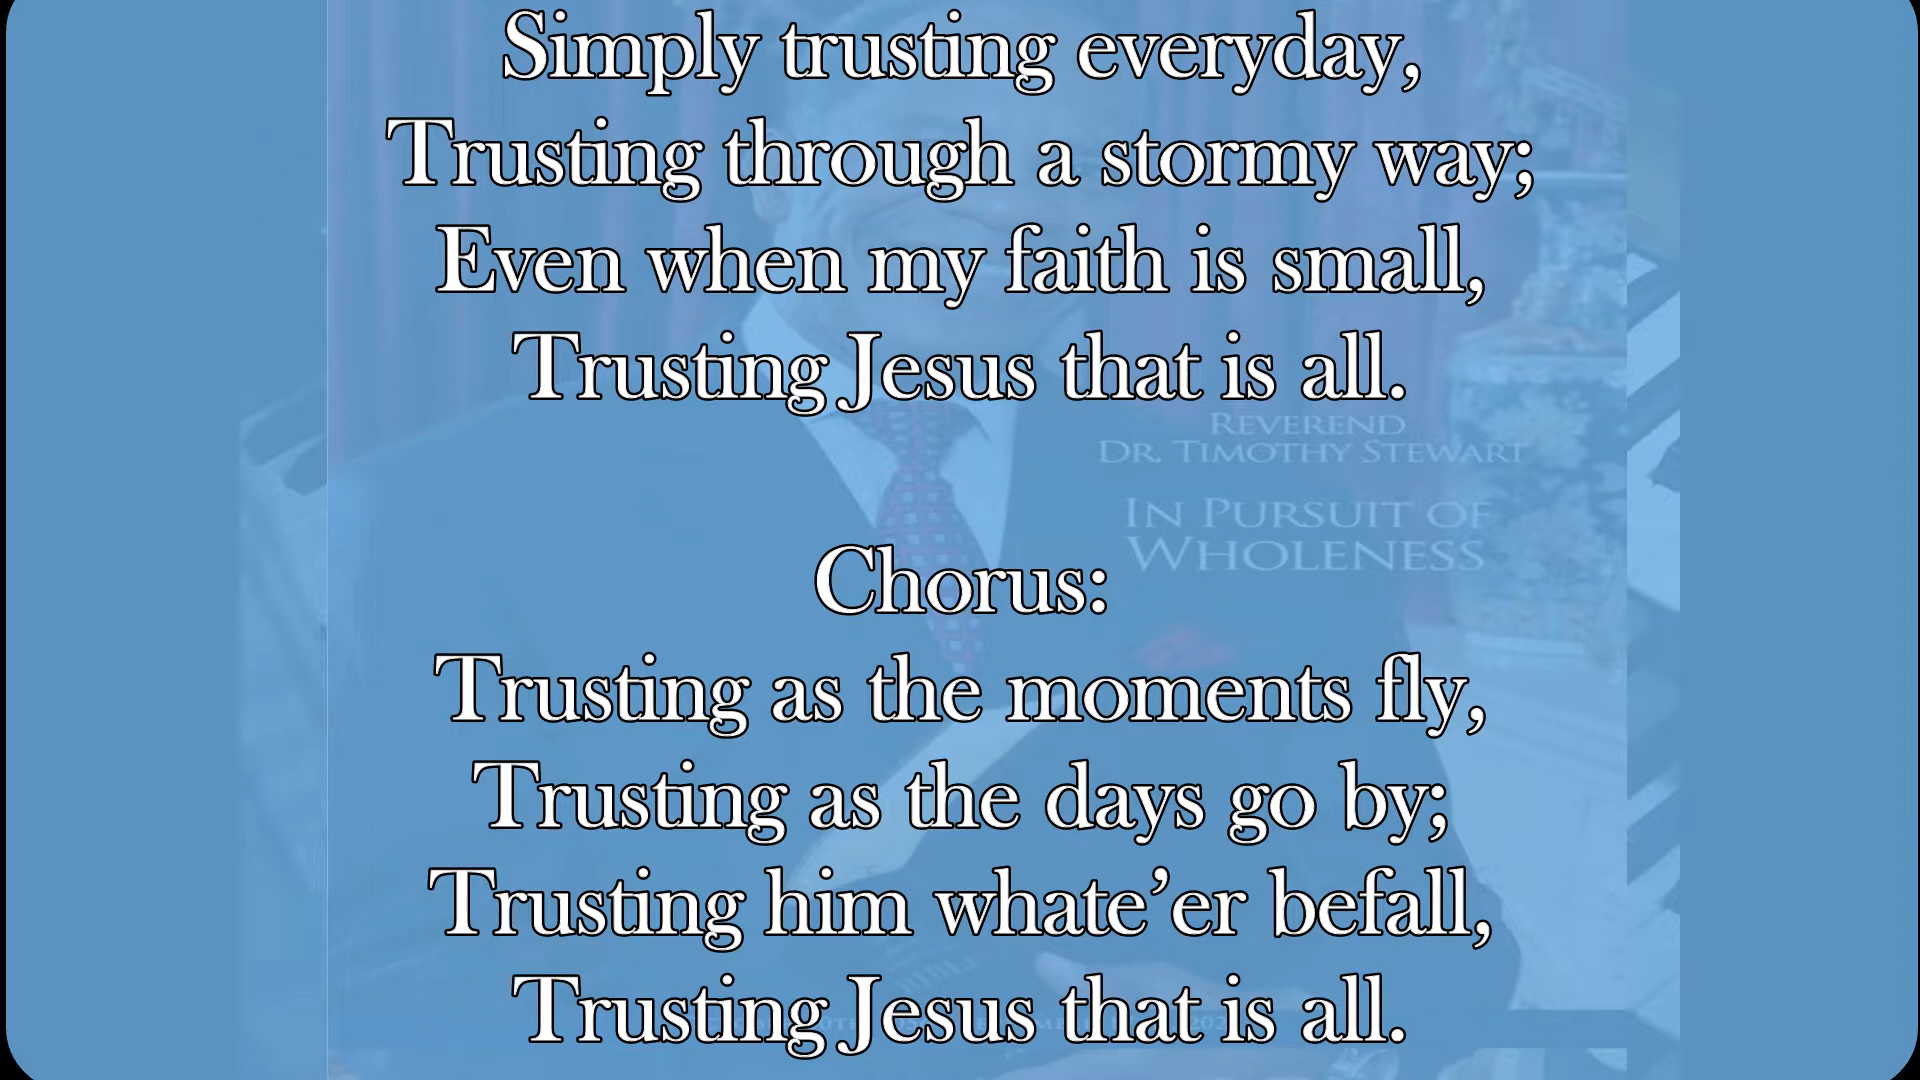 Simply trusting everyday,
Trusting through a stormy way;
Even when my faith is small,
Trusting Jesus that is all.
REVEREND
DR. TIMOTHY STEWART
IN PURSUIT OF
WHOLENESS
Chorus:
Trusting as the moments fly,
Trusting as the days go by;
Trusting him whate’er befall,
Trusting Jesus that is all.